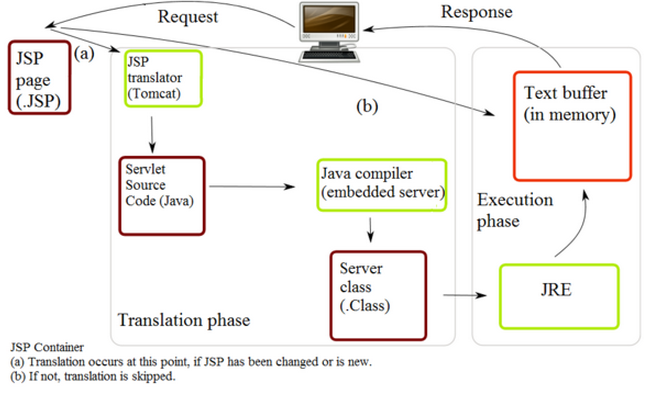 Request
Response
JSP
page
(.JSP)
(a)
JSP
translator
(Tomcat)
(b)
Text buffer
(in memory)
Servlet
Source
Code (Java)
Java compiler
(embedded server)
Execution
phase
Server
class
(.Class)
JRE
Translation phase
JSP Container
(a) Translation occurs at this point, if JSP has been changed or is new.
(b) If not, translation is skipped.